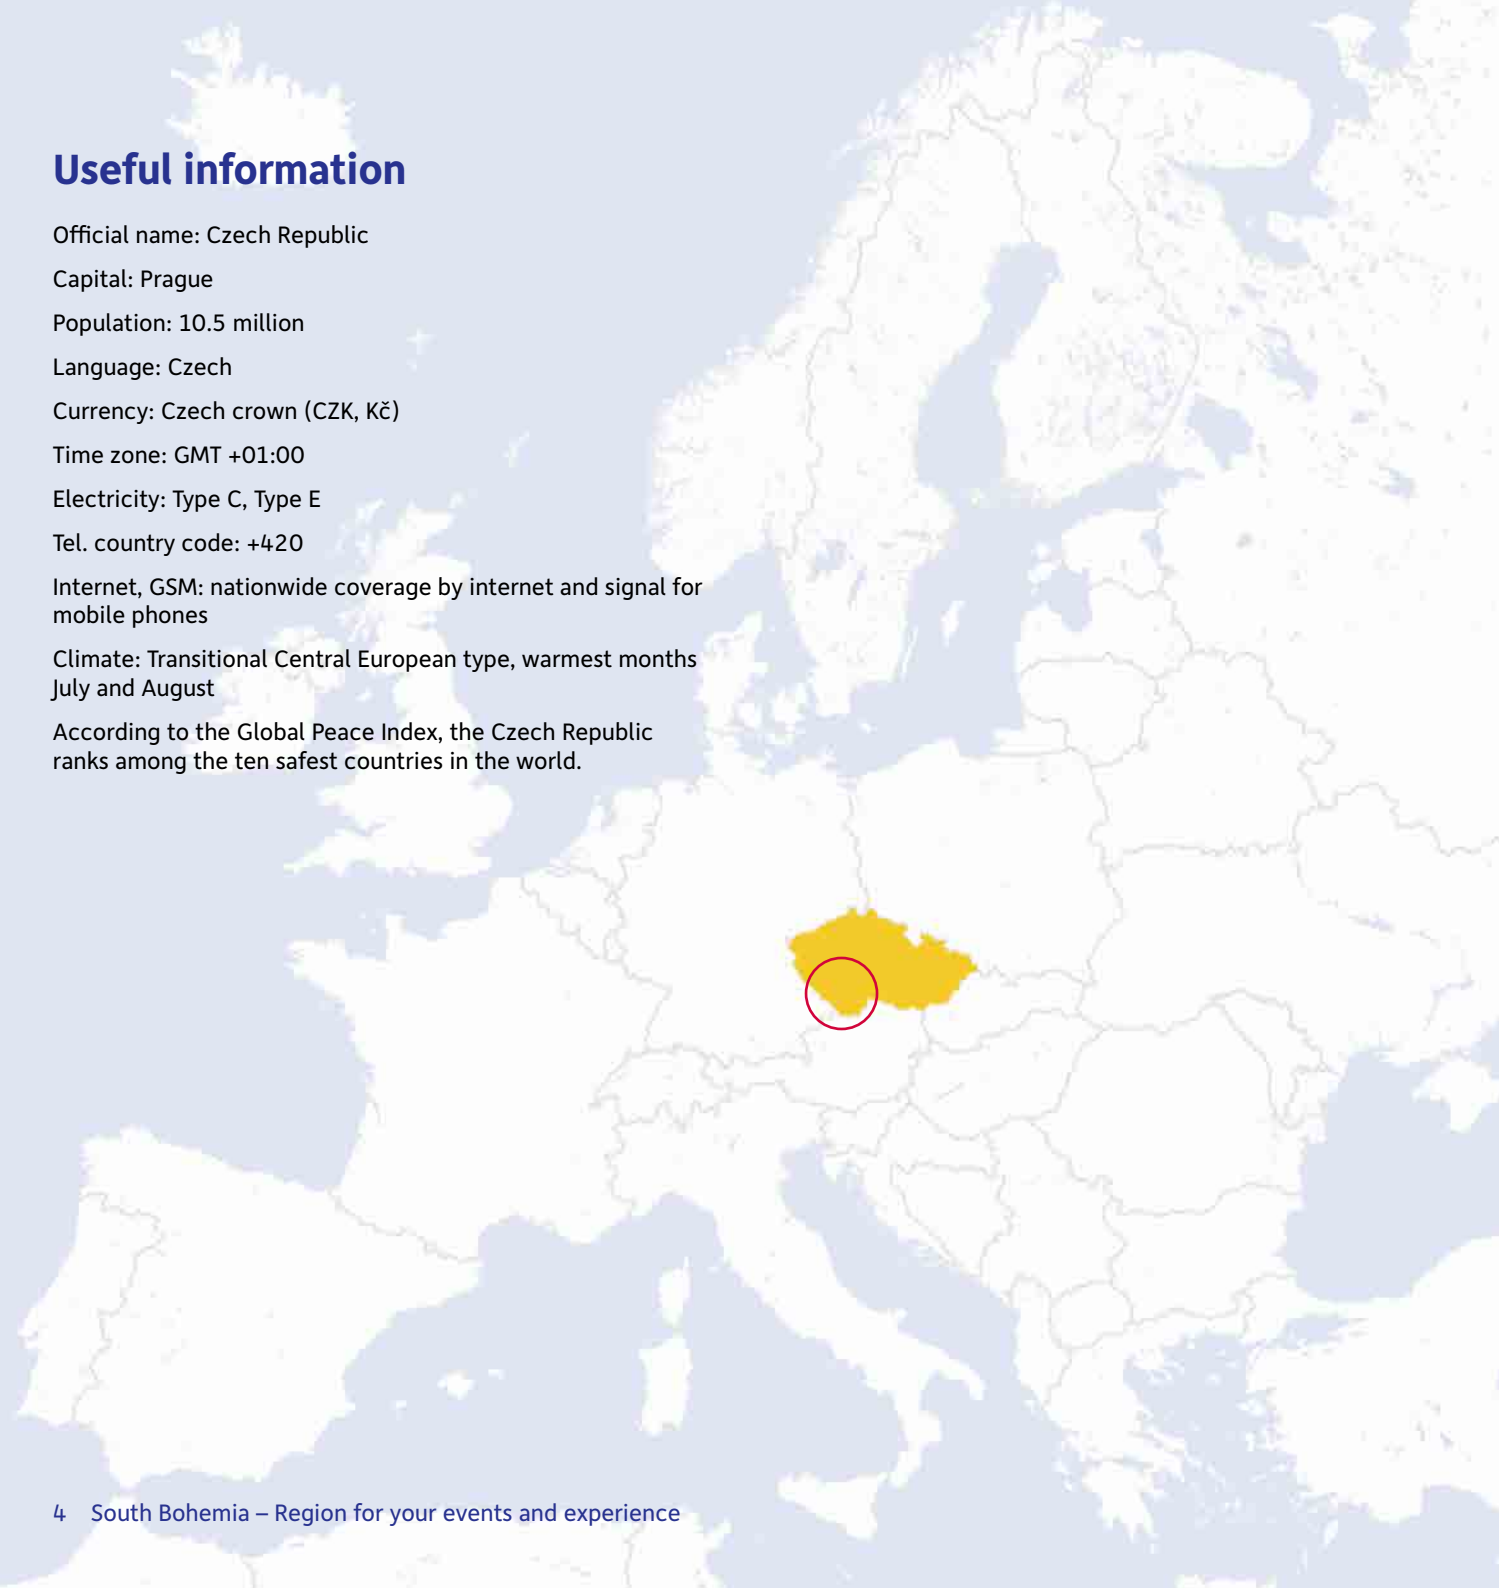 Useful information
Official name: Czech Republic
Capital: Prague
Population: 10.5 million
Language: Czech
Currency: Czech crown (CZK, Kč)
Time zone: GMT +01:00
Electricity: Type C, Type E
Tel. country code: +420
Internet, GSM: nationwide coverage by internet and signal for
mobile phones
Climate: Transitional Central European type, warmest months
July and August
According to the Global Peace Index, the Czech Republic
ranks among the ten safest countries in the world.
4 South Bohemia – Region for your events and experience